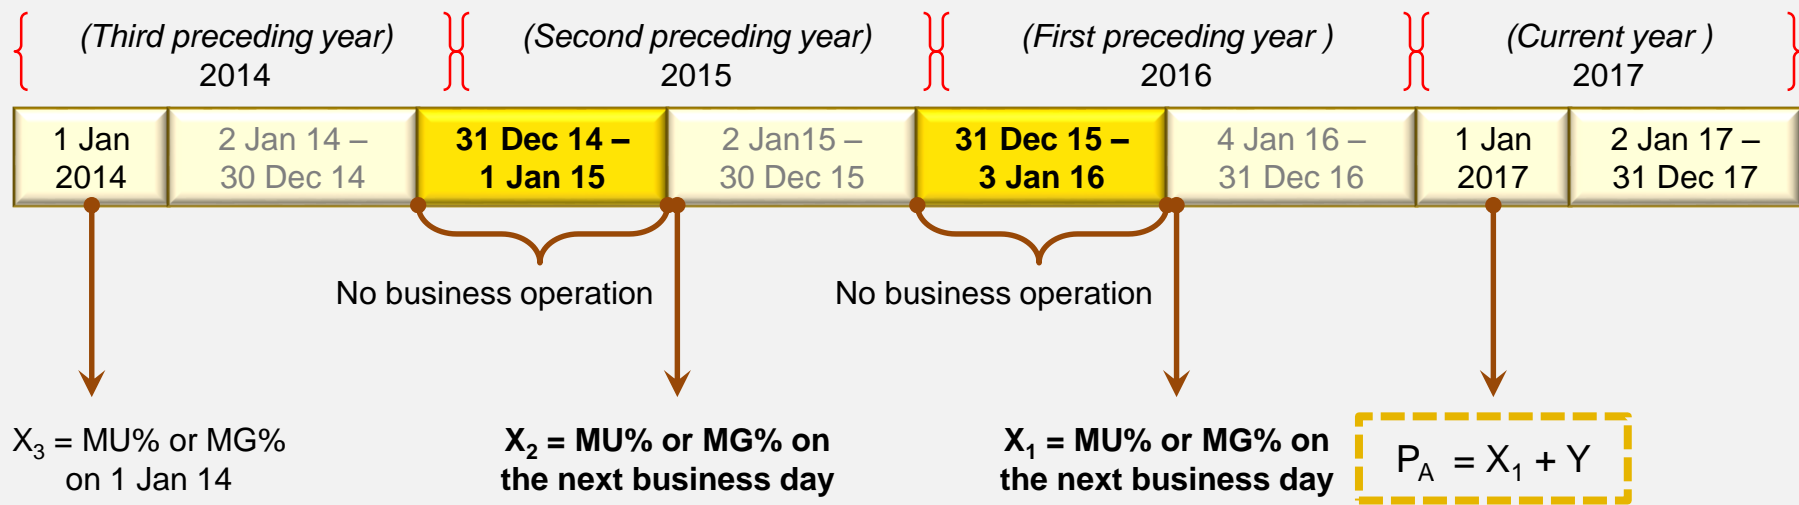 (Third preceding year)
2014
(Second preceding year)
2015
(First preceding year )
2016
(Current year )
2017
1 Jan
2014
2 Jan 14 –
30 Dec 14
31 Dec 14 –
1 Jan 15
2 Jan15 –
30 Dec 15
31 Dec 15 –
3 Jan 16
4 Jan 16 –
31 Dec 16
1 Jan
2017
2 Jan 17 –
31 Dec 17
No business operation
No business operation
X₃ = MU% or MG%
on 1 Jan 14
X₂ = MU% or MG% on
the next business day
X₁ = MU% or MG% on
the next business day
P_A = X₁ + Y